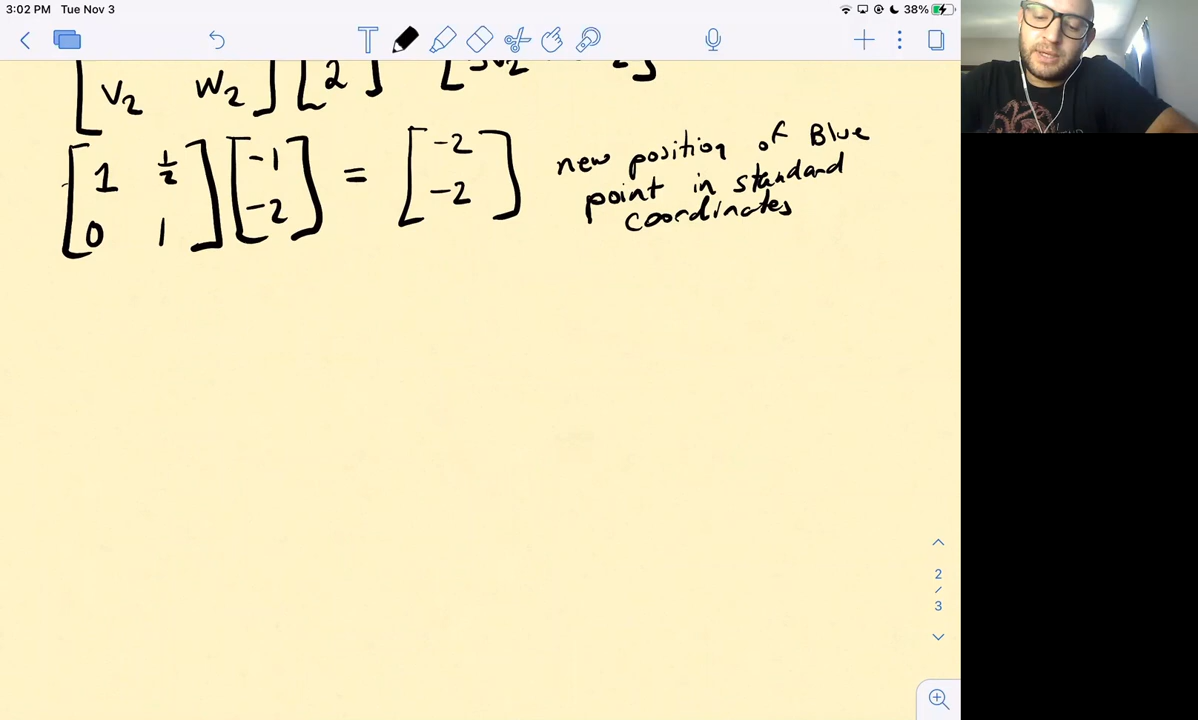 3:02 PM Tue Nov 3 38%
T
v2 w2 2
1 1/2 -1 = -2
0 1 -2 -2
new position of Blue
point in standard
coordinates
2
/
3